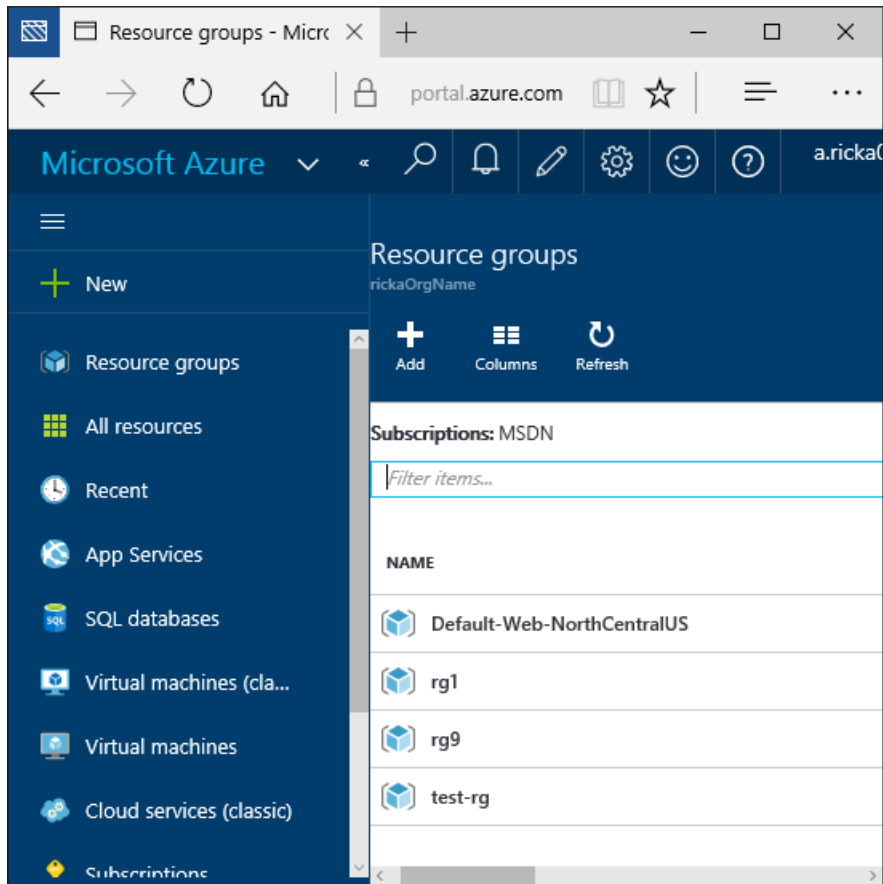 Resource groups - Micr
portal.azure.com
Microsoft Azure
a.ricka
Resource groups
rickaOrgName
New
Add
Columns
Refresh
Resource groups
All resources
Subscriptions: MSDN
Filter items...
Recent
App Services
NAME
SQL databases
SQL
Default-Web-NorthCentralUS
Virtual machines (cla...
rg1
Virtual machines
rg9
Cloud services (classic)
test-rg
Subscriptions